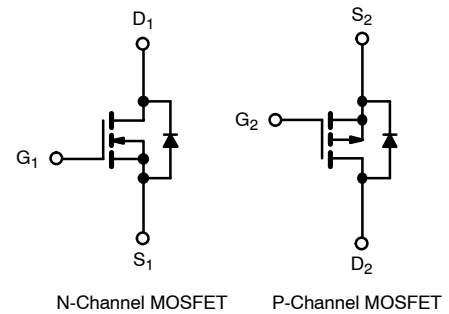 D1
S2
G1
G2
S1
D2
N-Channel MOSFET
P-Channel MOSFET